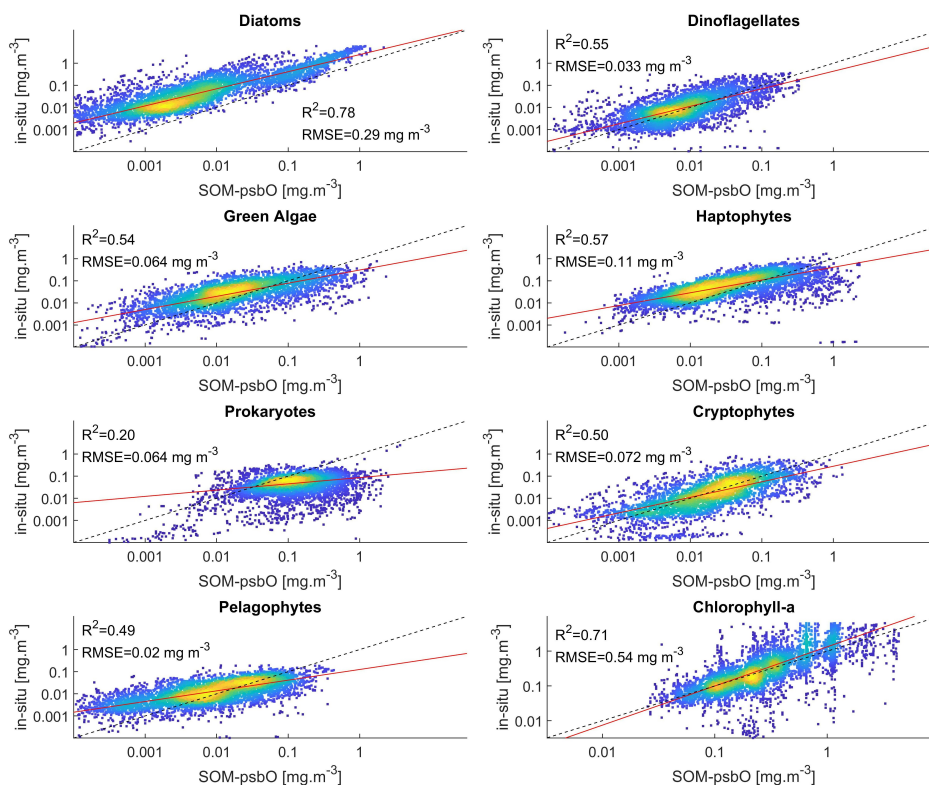 Diatoms
in-situ [mg.m⁻³]
1
0.1
0.01
0.001
R²=0.78
RMSE=0.29 mg m⁻³
0.001 0.01 0.1 1
SOM-psbO [mg.m⁻³]
Dinoflagellates
in-situ [mg.m⁻³]
1
0.1
0.01
0.001
R²=0.55
RMSE=0.033 mg m⁻³
0.001 0.01 0.1 1
SOM-psbO [mg.m⁻³]
Green Algae
in-situ [mg.m⁻³]
1
0.1
0.01
0.001
R²=0.54
RMSE=0.064 mg m⁻³
0.001 0.01 0.1 1
SOM-psbO [mg.m⁻³]
Haptophytes
in-situ [mg.m⁻³]
1
0.1
0.01
0.001
R²=0.57
RMSE=0.11 mg m⁻³
0.001 0.01 0.1 1
SOM-psbO [mg.m⁻³]
Prokaryotes
in-situ [mg.m⁻³]
1
0.1
0.01
0.001
R²=0.20
RMSE=0.064 mg m⁻³
0.001 0.01 0.1 1
SOM-psbO [mg.m⁻³]
Cryptophytes
in-situ [mg.m⁻³]
1
0.1
0.01
0.001
R²=0.50
RMSE=0.072 mg m⁻³
0.001 0.01 0.1 1
SOM-psbO [mg.m⁻³]
Pelagophytes
in-situ [mg.m⁻³]
1
0.1
0.01
0.001
R²=0.49
RMSE=0.02 mg m⁻³
0.001 0.01 0.1 1
SOM-psbO [mg.m⁻³]
Chlorophyll-a
in-situ [mg.m⁻³]
1
0.1
0.01
R²=0.71
RMSE=0.54 mg m⁻³
0.01 0.1 1
SOM-psbO [mg.m⁻³]